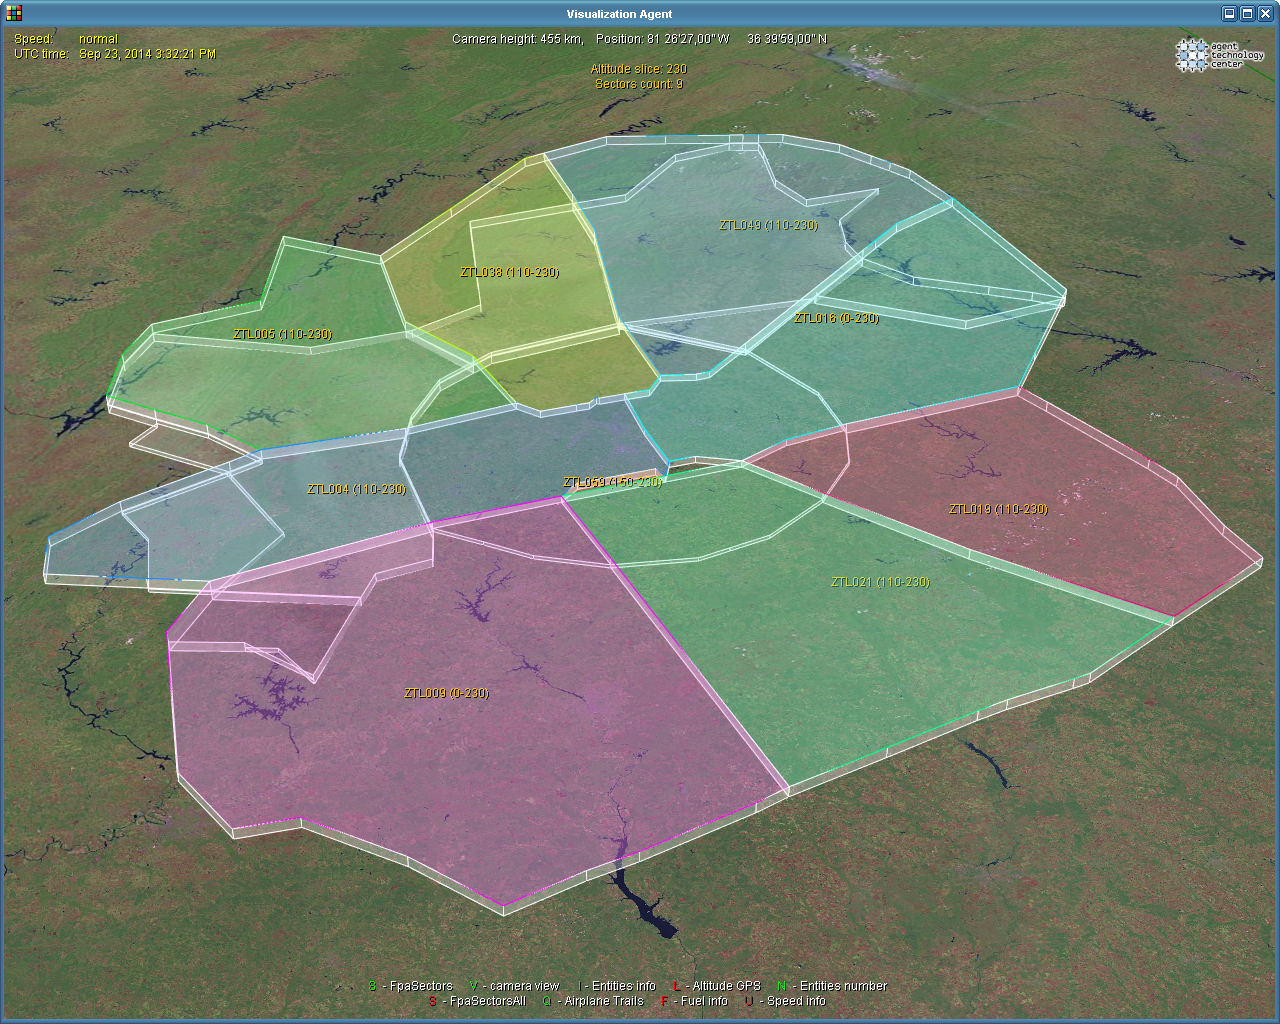 Visualization Agent
Speed: normal
UTC time: Sep 23, 2014 3:32:21 PM
Camera height: 455 km, Position: 81 26'27,00" W 36 39'59,00" N
Altitude slice: 230
Sectors count: 9
agent
technology
center
ZTL049 (110-230)
ZTL038 (110-230)
ZTL016 (0-230)
ZTL005 (110-230)
ZTL004 (110-230)
ZTL019 (110-230)
ZTL021 (110-230)
ZTL009 (0-230)
S - FpaSectors V - camera view I - Entities info L - Altitude GPS N - Entities number
S - FpaSectorsAll Q - Airplane Trails F - Fuel info U - Speed info